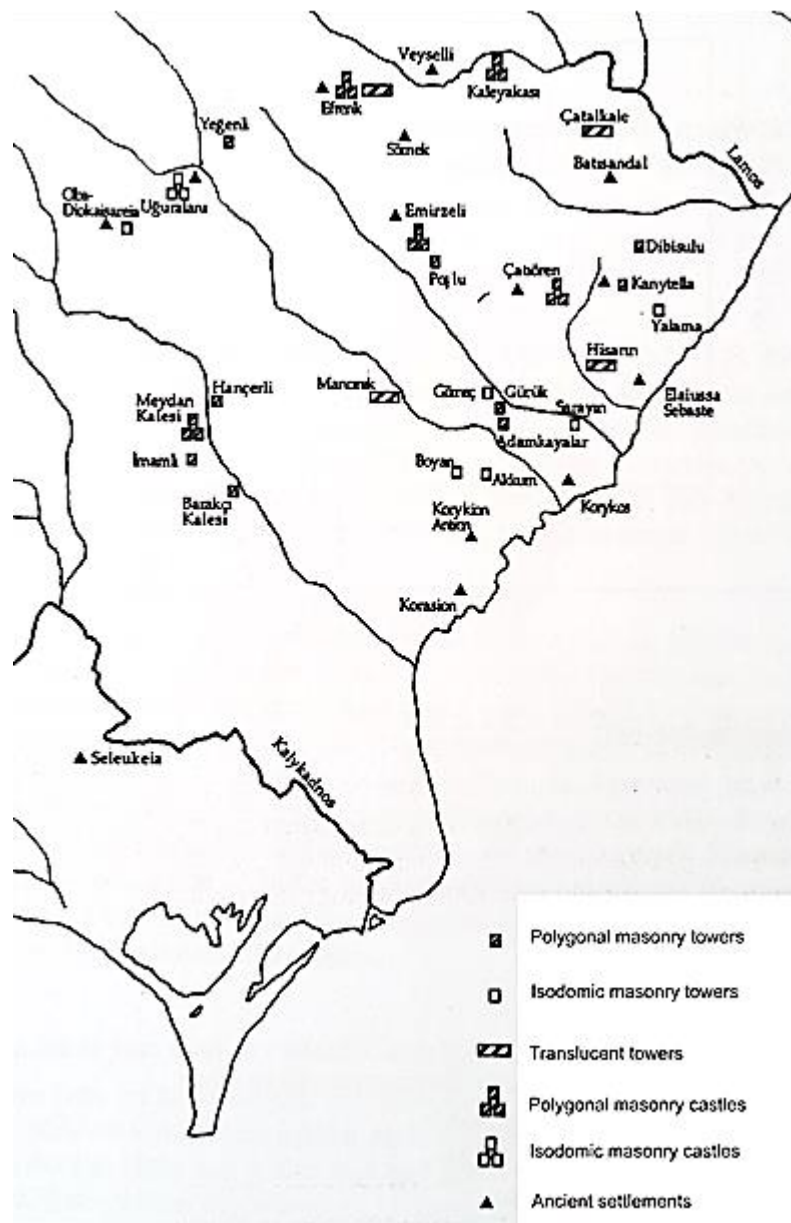 Veyselli
Kaleyakası
Efrenk
Çatalkale
Yeğenli
Sömek
Batısandal
Lamos
Uğuralanı
Olba-
Diokaisareia
Emirzeli
Dibisulu
Poşlu
Çatıören
Kanytella
Yalama
Hisarın
Hançerli
Mancınık
Meydan
Kalesi
Gömeç
Gücük
Sarayın
Elaiussa
Sebaste
Adamkayalar
İmamlı
Boyan
Akkum
Barakçı
Kalesi
Korykos
Korykion
Antron
Korasion
Seleukeia
Kalykadnos
Polygonal masonry towers
Isodomic masonry towers
Translucent towers
Polygonal masonry castles
Isodomic masonry castles
Ancient settlements